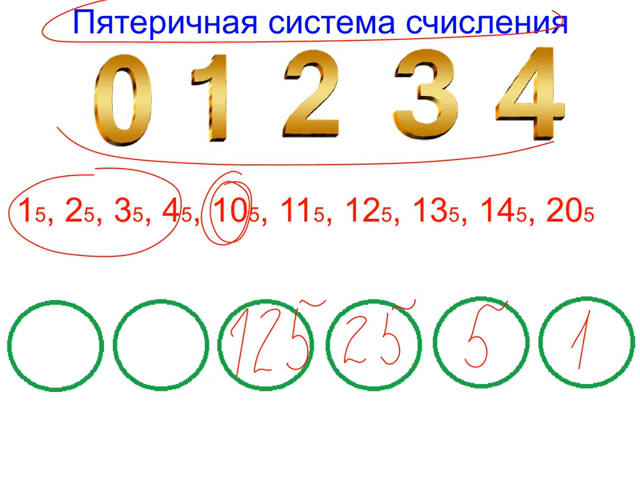 Пятеричная система счисления
0 1 2 3 4
1₅, 2₅, 3₅, 4₅, 10₅, 11₅, 12₅, 13₅, 14₅, 20₅
125 25 5 1